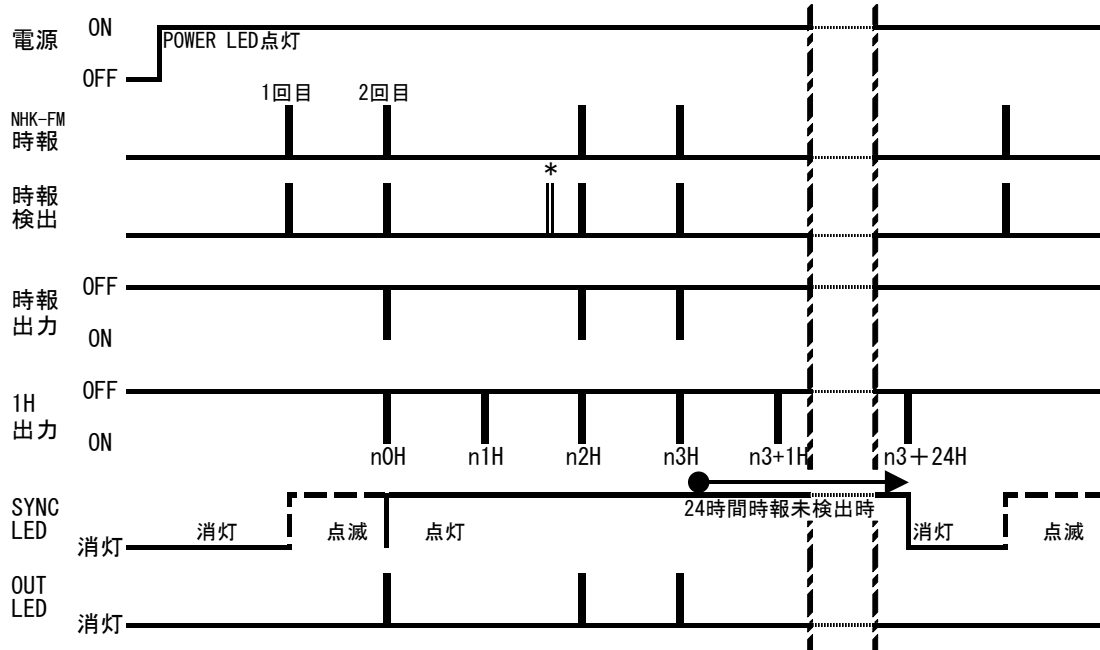 電源
ON
POWER LED点灯
OFF
1回目 2回目
NHK-FM
時報
時報
検出
*
時報
出力
OFF
ON
1H
出力
OFF
ON
n0H n1H n2H n3H n3+1H n3+24H
24時間時報未検出時
SYNC
LED
消灯
消灯 点滅 点灯 消灯 点滅
OUT
LED
消灯